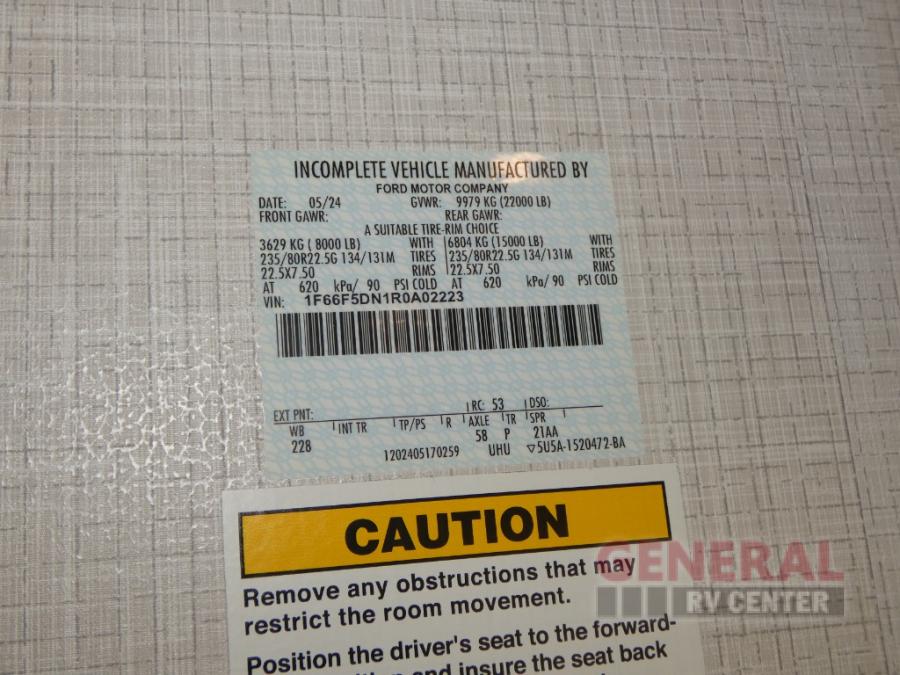 INCOMPLETE VEHICLE MANUFACTURED BY
FORD MOTOR COMPANY
DATE: 05/24 GVWR: 9979 KG (22000 LB)
FRONT GAWR: REAR GAWR:
A SUITABLE TIRE-RIM CHOICE
3629 KG ( 8000 LB) WITH 6804 KG (15000 LB) WITH
235/80R22.5G 134/131M TIRES 235/80R22.5G 134/131M TIRES
22.5X7.50 RIMS 22.5X7.50 RIMS
AT 620 kPa/ 90 PSI COLD AT 620 kPa/ 90 PSI COLD
VIN: 1F66F5DN1R0A02223
EXT PNT: RC: 53 DSO:
WB INT TR TP/PS R AXLE TR SPR
228 58 P 21AA
1202405170259 UHU ▽5U5A-1520472-BA
CAUTION
Remove any obstructions that may
restrict the room movement.
Position the driver's seat to the forward-
and insure the seat back
GENERAL
RV CENTER